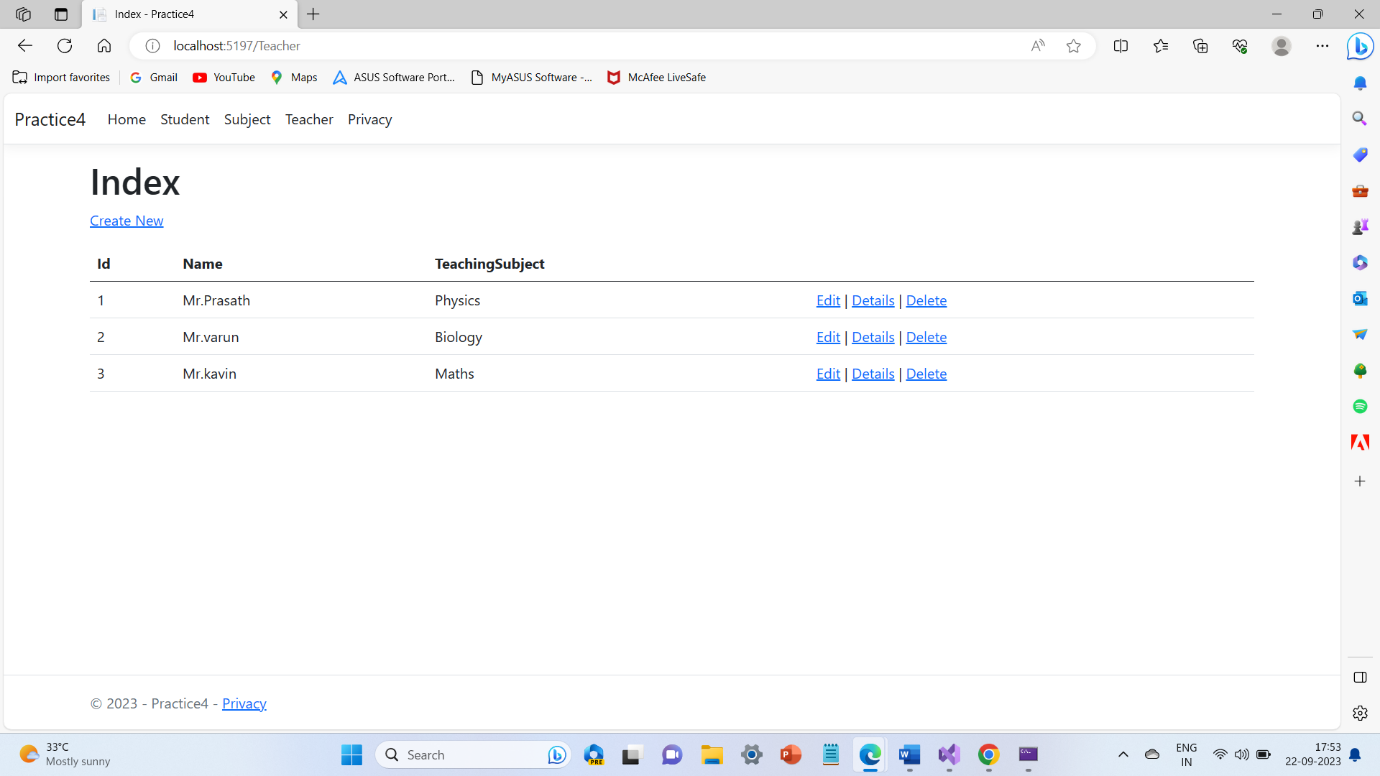 Index - Practice4
localhost:5197/Teacher
Import favorites Gmail YouTube Maps ASUS Software Port... MyASUS Software -... McAfee LiveSafe
Practice4 Home Student Subject Teacher Privacy
Index
Create New
Id Name TeachingSubject
1 Mr.Prasath Physics Edit | Details | Delete
2 Mr.varun Biology Edit | Details | Delete
3 Mr.kavin Maths Edit | Details | Delete
© 2023 - Practice4 - Privacy
33°C
Mostly sunny
Search
PRE
ENG
IN
17:53
22-09-2023